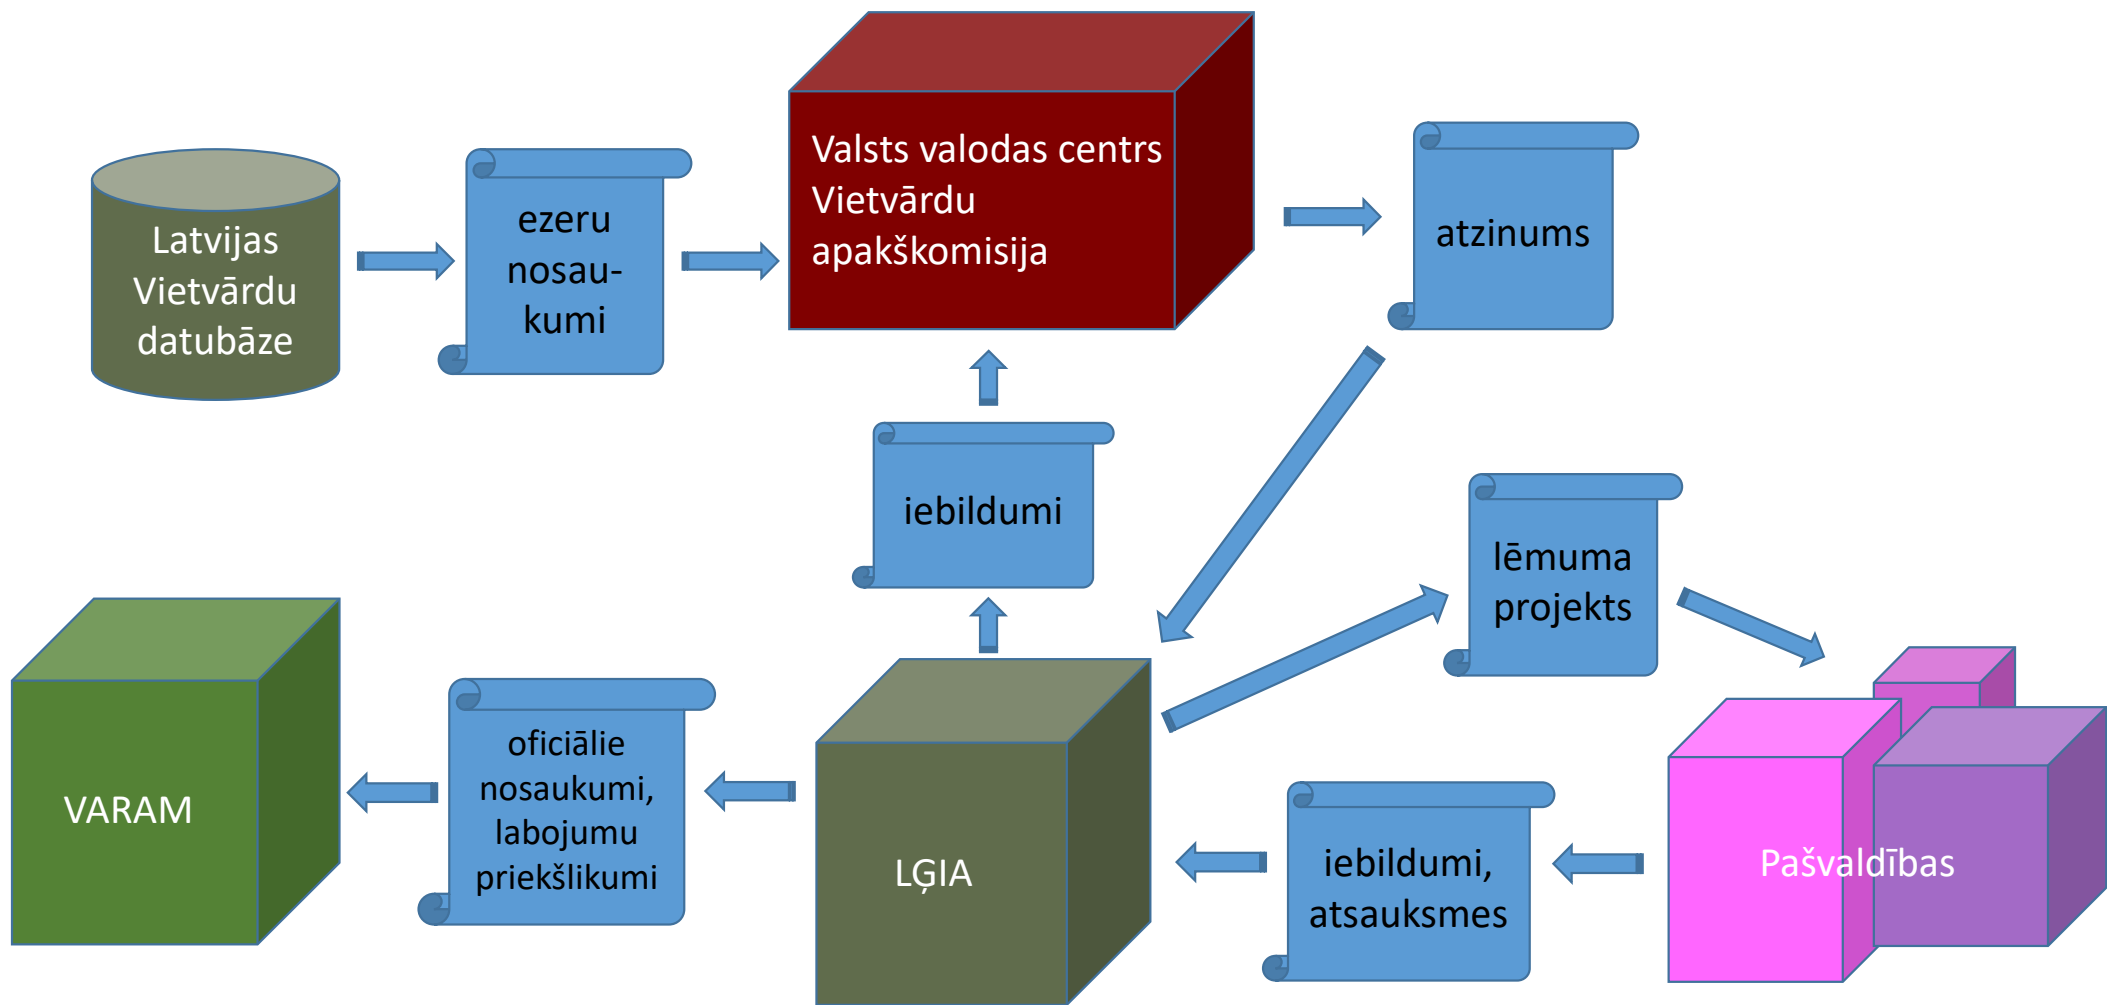 Latvijas
Vietvārdu
datubāze
ezeru
nosau-
kumi
Valsts valodas centrs
Vietvārdu
apakškomisija
atzinums
iebildumi
lēmuma
projekts
VARAM
oficiālie
nosaukumi,
labojumu
priekšlikumi
LĢIA
iebildumi,
atsauksmes
Pašvaldības